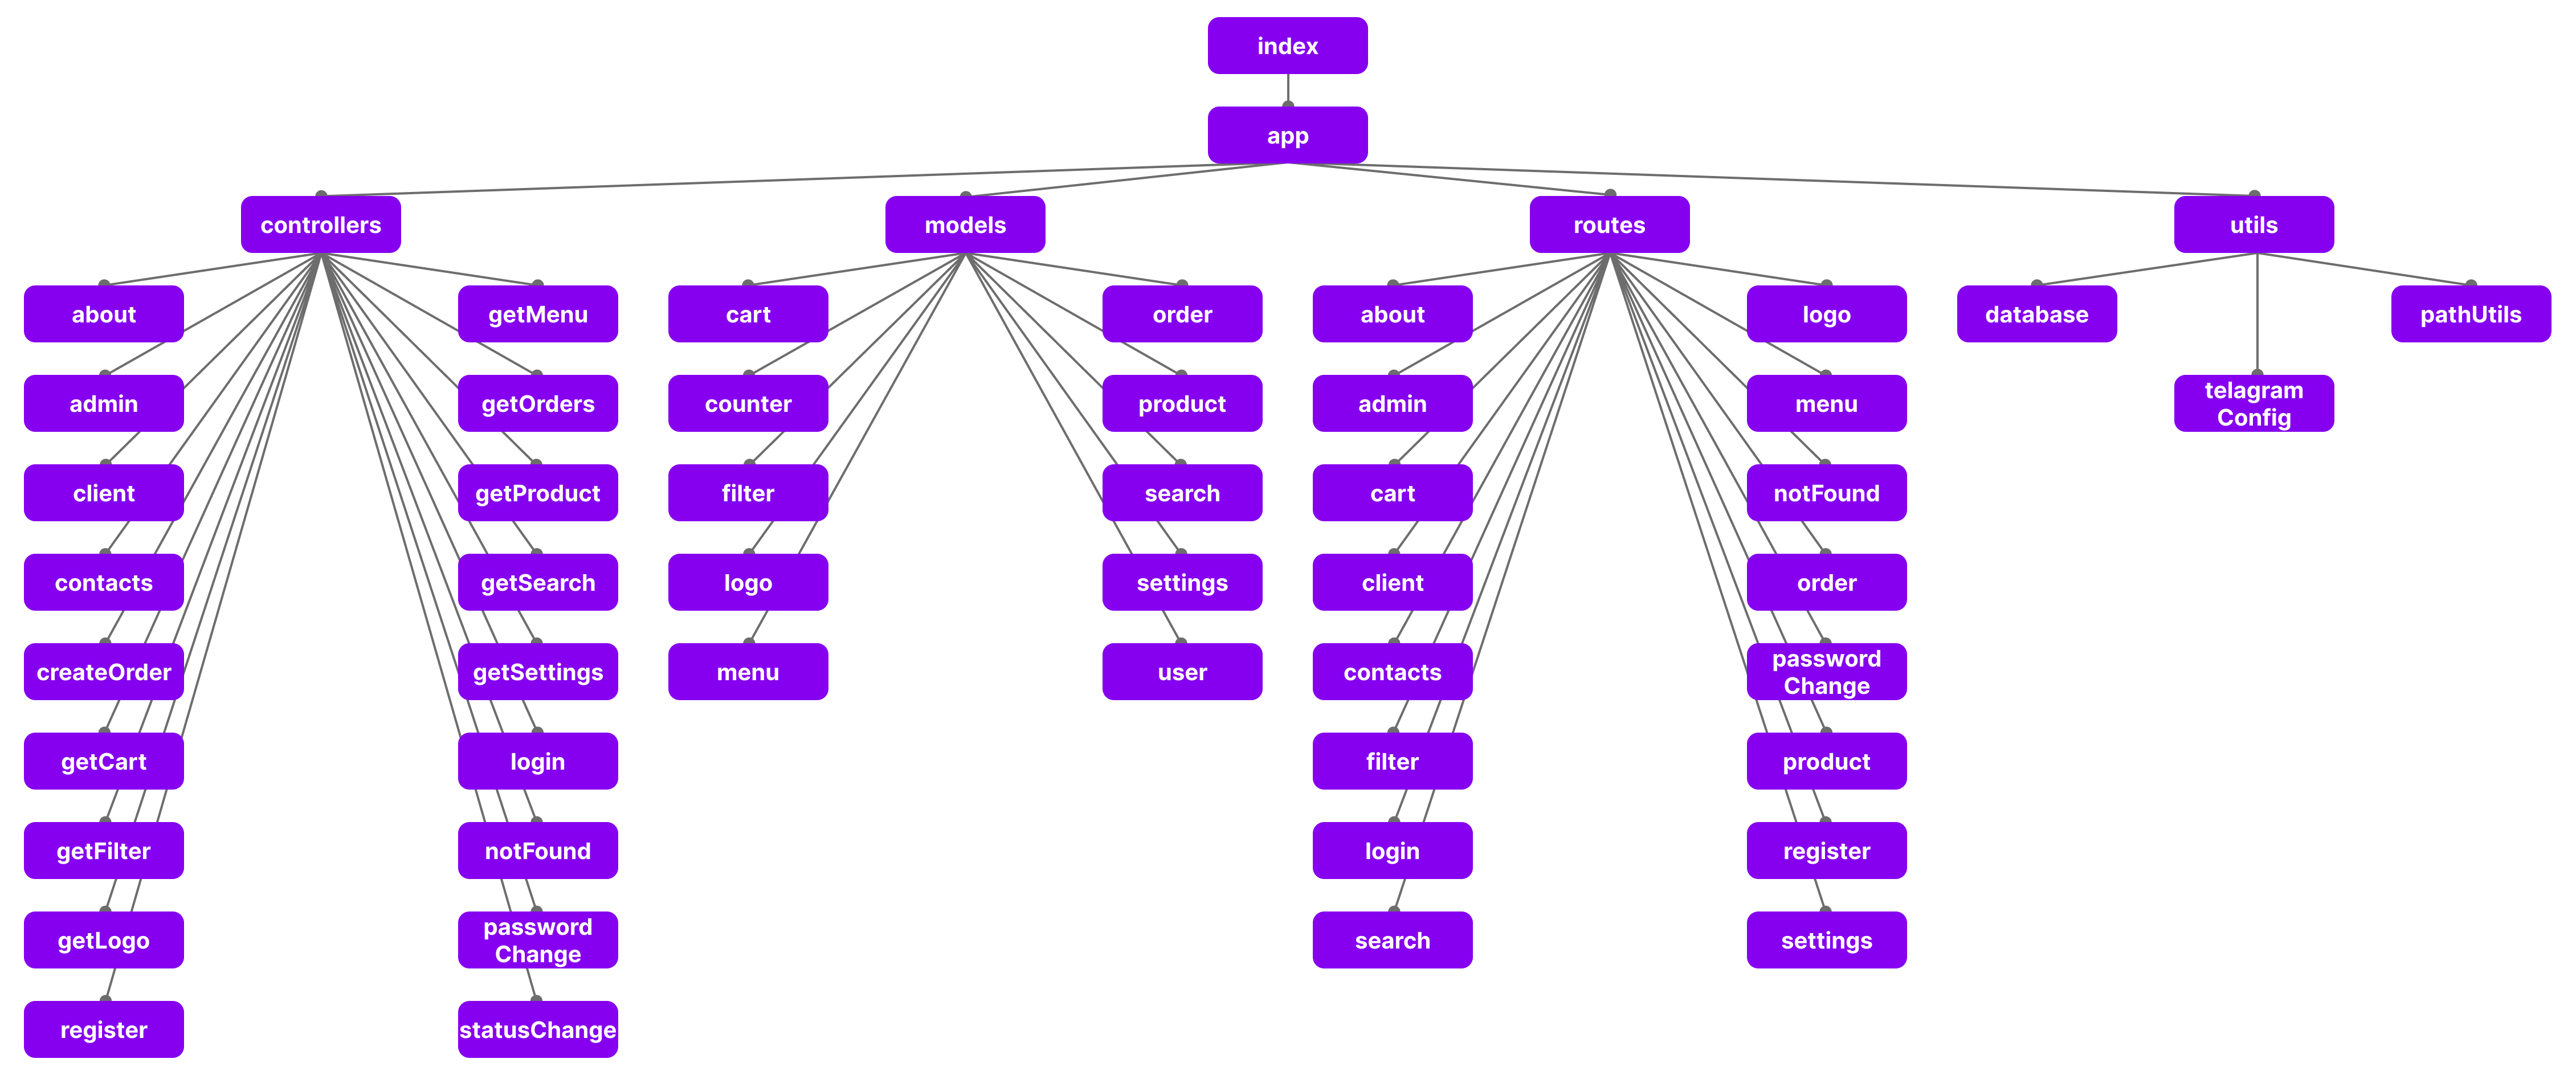 index
app
controllers
models
routes
utils
about
getMenu
cart
order
about
logo
database
pathUtils
admin
getOrders
counter
product
admin
menu
telagram
Config
client
getProduct
filter
search
cart
notFound
contacts
getSearch
logo
settings
client
order
createOrder
getSettings
menu
user
contacts
password
Change
getCart
login
filter
product
getFilter
notFound
login
register
getLogo
password
Change
search
settings
register
statusChange